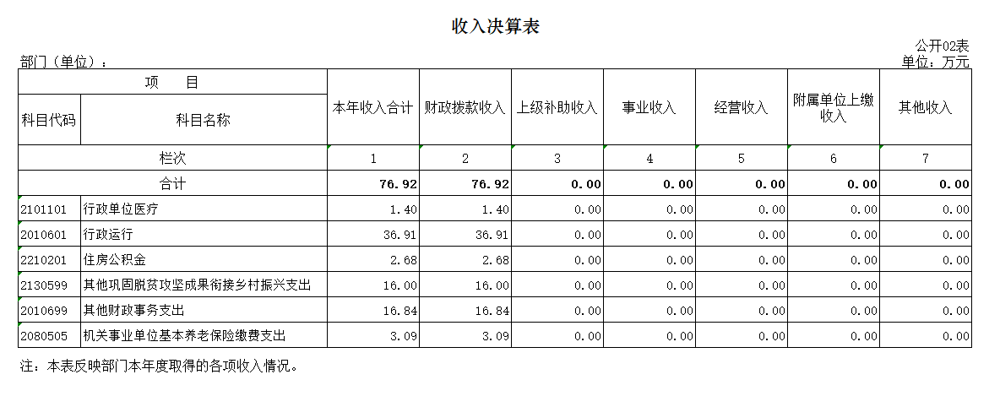 收入决算表
公开02表
部门（单位）： 单位：万元
项 目 本年收入合计 财政拨款收入 上级补助收入 事业收入 经营收入 附属单位上缴收入 其他收入
科目代码 科目名称
栏次 1 2 3 4 5 6 7
合计 76.92 76.92 0.00 0.00 0.00 0.00 0.00
2101101 行政单位医疗 1.40 1.40 0.00 0.00 0.00 0.00 0.00
2010601 行政运行 36.91 36.91 0.00 0.00 0.00 0.00 0.00
2210201 住房公积金 2.68 2.68 0.00 0.00 0.00 0.00 0.00
2130599 其他巩固脱贫攻坚成果衔接乡村振兴支出 16.00 16.00 0.00 0.00 0.00 0.00 0.00
2010699 其他财政事务支出 16.84 16.84 0.00 0.00 0.00 0.00 0.00
2080505 机关事业单位基本养老保险缴费支出 3.09 3.09 0.00 0.00 0.00 0.00 0.00
注：本表反映部门本年度取得的各项收入情况。